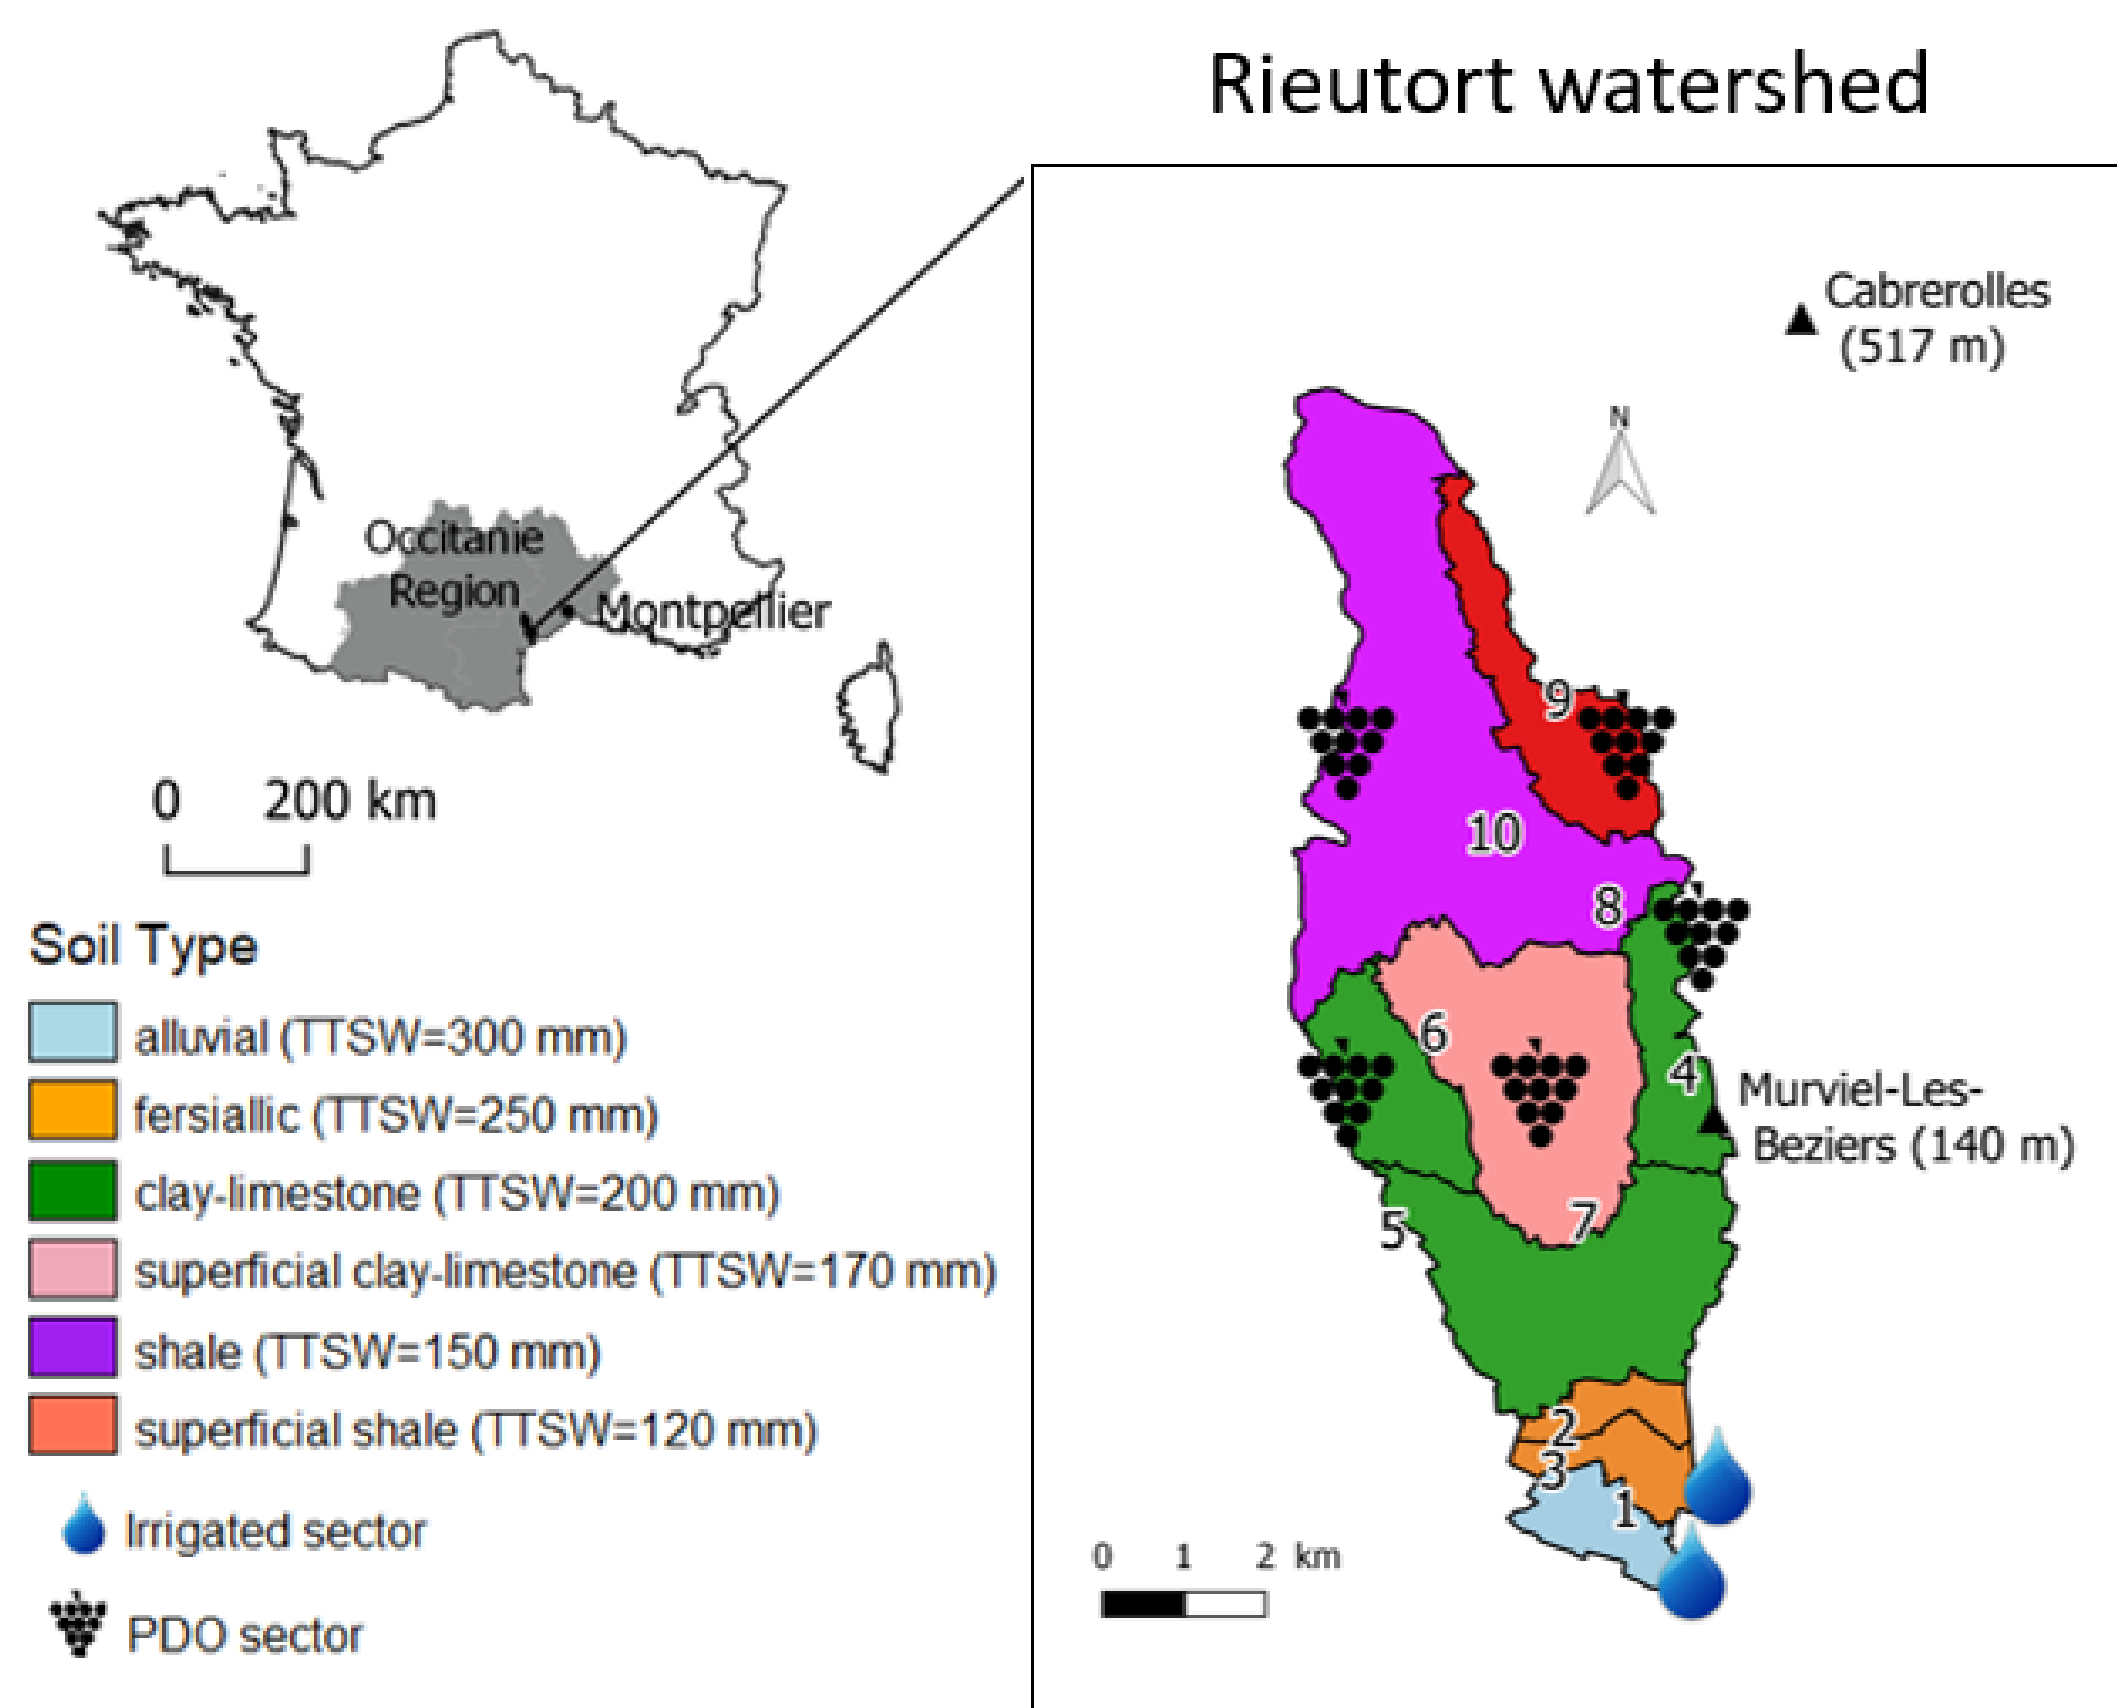 Rieutort watershed
Occitanie
Region
Montpellier
0 200 km
Soil Type
alluvial (TTSW=300 mm)
fersiallic (TTSW=250 mm)
clay-limestone (TTSW=200 mm)
superficial clay-limestone (TTSW=170 mm)
shale (TTSW=150 mm)
superficial shale (TTSW=120 mm)
Irrigated sector
PDO sector
Cabrerolles
(517 m)
N
9
10
8
6
4
Murviel-Les-
Beziers (140 m)
5
7
2
3
1
0 1 2 km